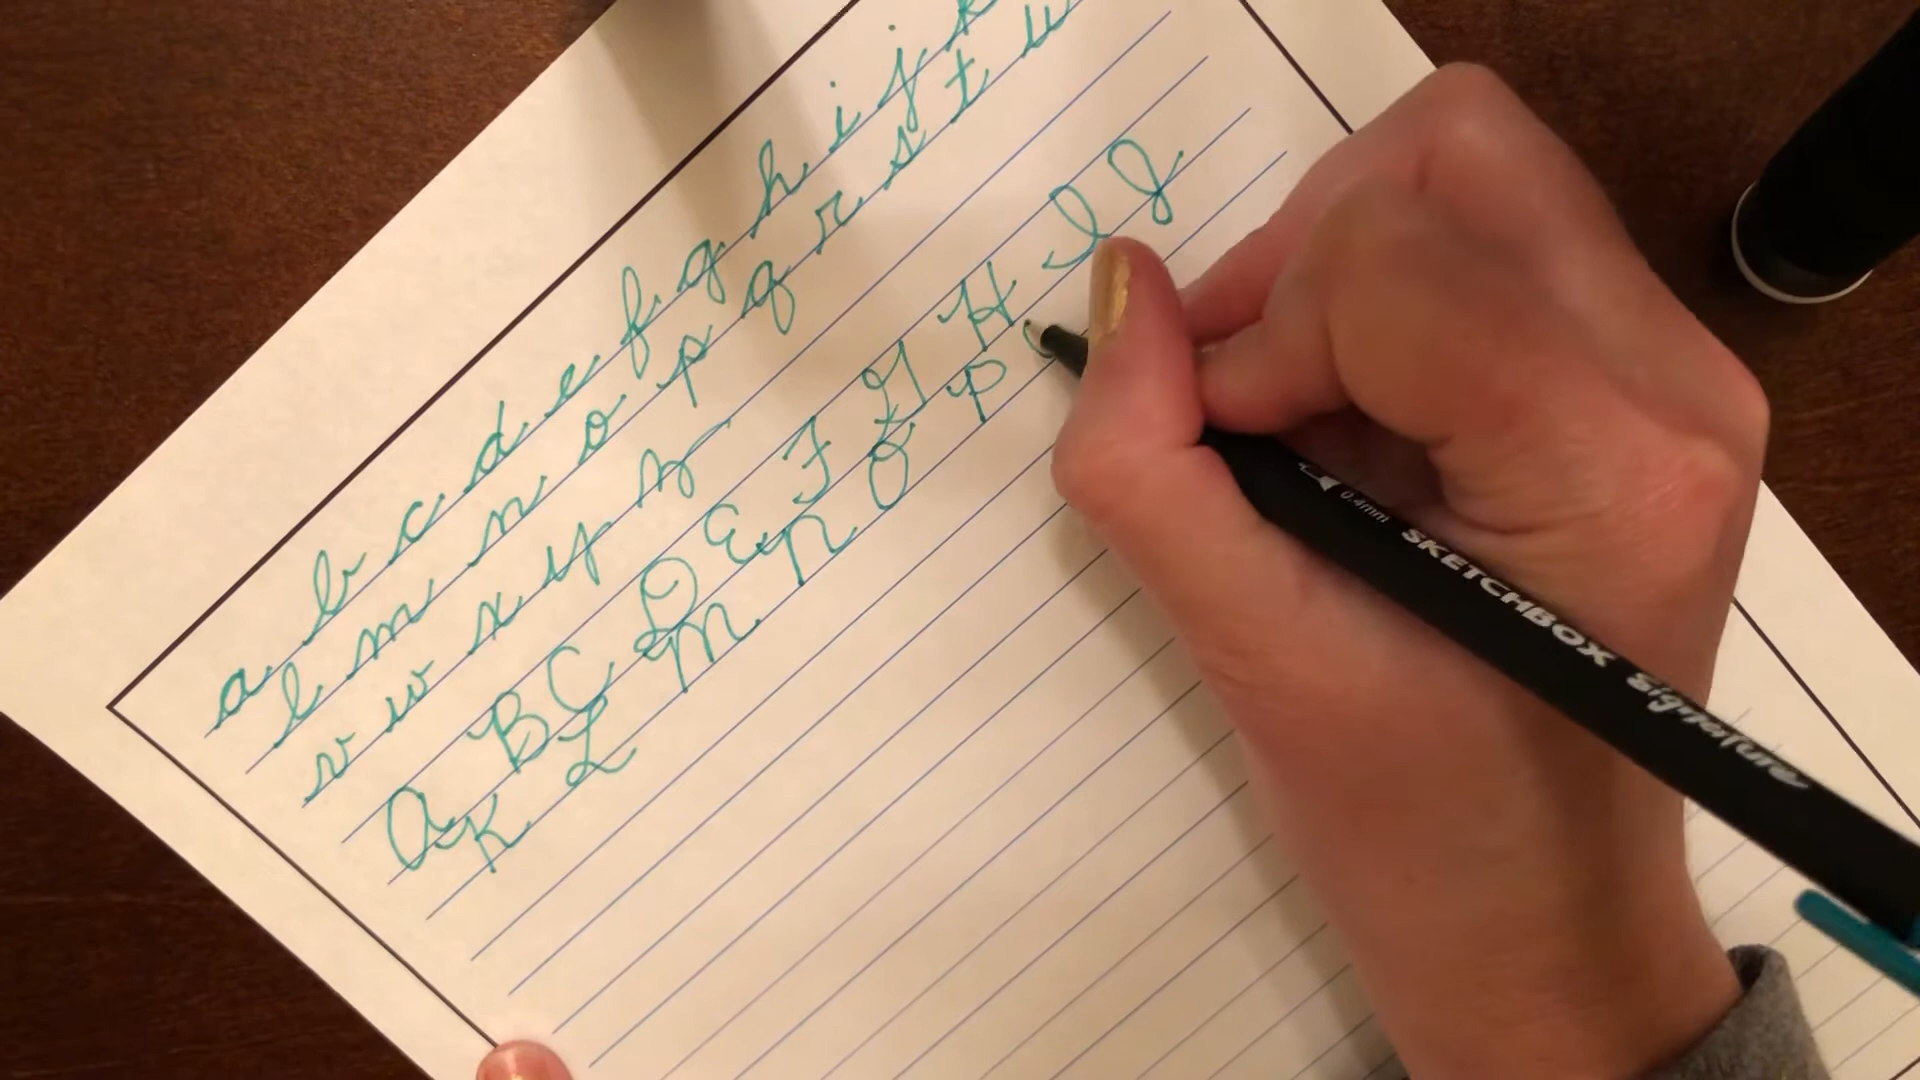 a b c d e f g h i j k
l m n o p q r s t u
v w x y z
A B C D E F G H I J
K L M N O P
0.4mm SKETCHBOX Signature